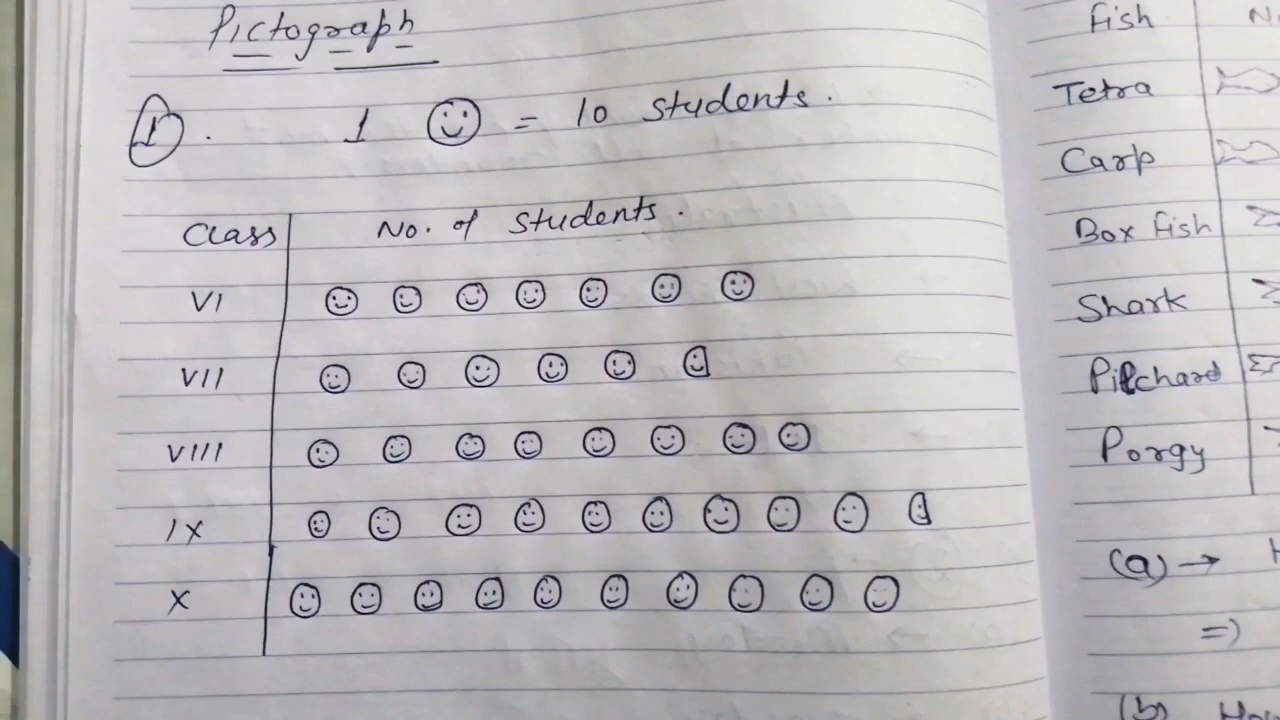 Pictograph
1. 1 = 10 Students.
Class No. of Students.
VI
VII
VIII
IX
X
Fish
Tetra
Carp
Box fish
Shark
Pilchard
Porgy
(a) →
⇒
(b)